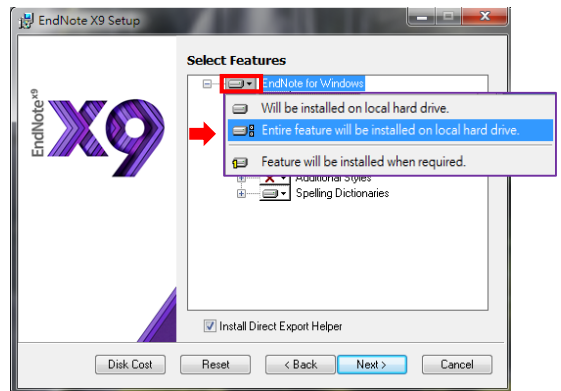 EndNote X9 Setup
Select Features
EndNote for Windows
Will be installed on local hard drive.
Entire feature will be installed on local hard drive.
Feature will be installed when required.
Additional Styles
Spelling Dictionaries
EndNote X9
X9
Install Direct Export Helper
Disk Cost
Reset
< Back
Next >
Cancel